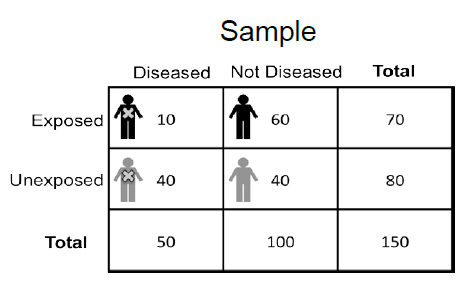 Sample
Diseased Not Diseased Total
Exposed 10 60 70
Unexposed 40 40 80
Total 50 100 150